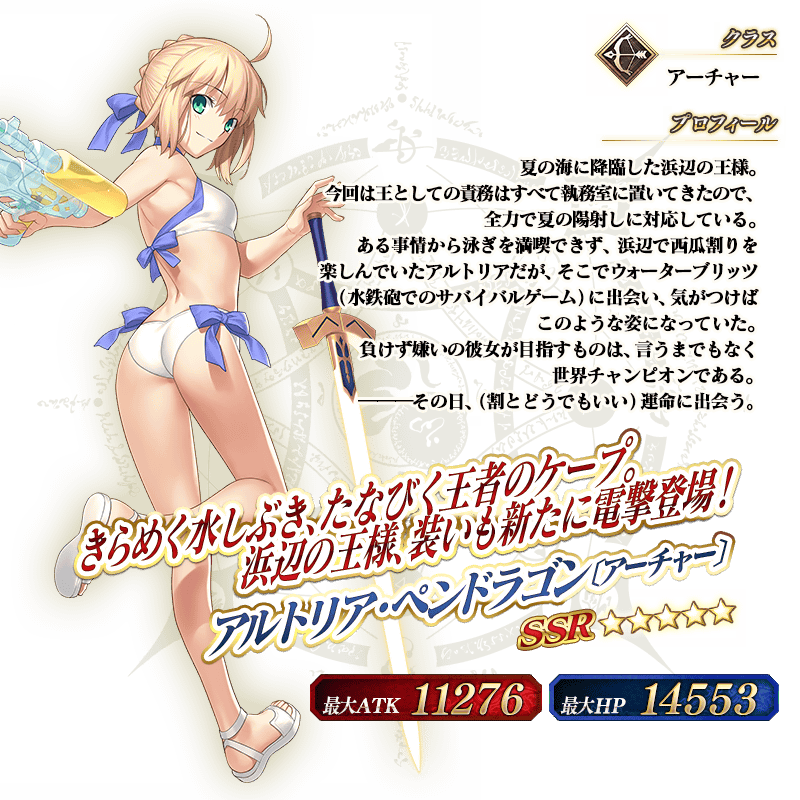 クラス
アーチャー
プロフィール
夏の海に降臨した浜辺の王様。
今回は王としての責務はすべて執務室に置いてきたので、
全力で夏の陽射しに対応している。
ある事情から泳ぎを満喫できず、浜辺で西瓜割りを
楽しんでいたアルトリアだが、そこでウォーターブリッツ
（水鉄砲でのサバイバルゲーム）に出会い、気がつけば
このような姿になっていた。
負けず嫌いの彼女が目指すものは、言うまでもなく
世界チャンピオンである。
―――その日、（割とどうでもいい）運命に出会う。
きらめく水しぶき、たなびく王者のケープ。
浜辺の王様、装いも新たに電撃登場！
アルトリア・ペンドラゴン〔アーチャー〕
SSR ★★★★★
最大ATK 11276
最大HP 14553